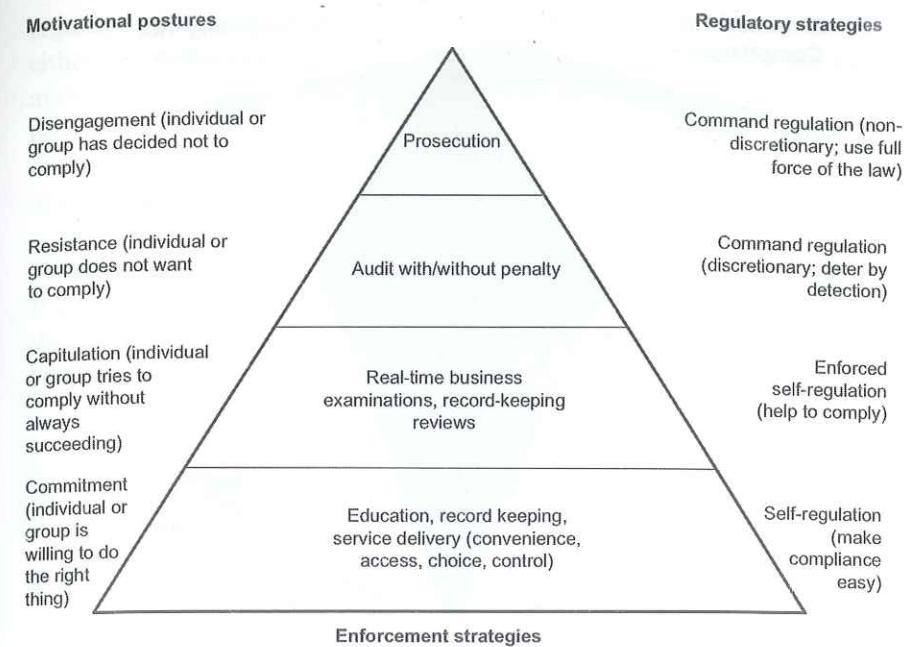 Motivational postures
Regulatory strategies
Disengagement (individual or
group has decided not to
comply)
Prosecution
Command regulation (non-
discretionary; use full
force of the law)
Resistance (individual or
group does not want
to comply)
Audit with/without penalty
Command regulation
(discretionary; deter by
detection)
Capitulation (individual
or group tries to
comply without
always
succeeding)
Real-time business
examinations, record-keeping
reviews
Enforced
self-regulation
(help to comply)
Commitment
(individual or
group is
willing to do
the right
thing)
Education, record keeping,
service delivery (convenience,
access, choice, control)
Self-regulation
(make
compliance
easy)
Enforcement strategies